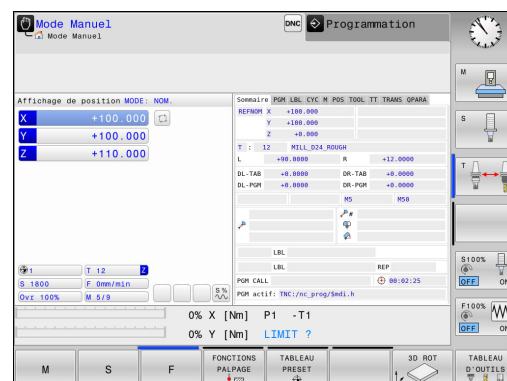 Mode Manuel
Mode Manuel
DNC
Programmation
Affichage de position MODE: NOM.
X +100.000
Y +100.000
Z +110.000
1 T 12 Z
S 1800 F 0mm/min
Ovr 100% M 5/9
S%
Sommaire PGM LBL CYC M POS TOOL TT TRANS QPARA
REFNOM X +100.000
Y +100.000
Z +0.000
T : 12 MILL_D24_ROUGH
L +90.0000 R +12.0000
DL-TAB +0.0000 DR-TAB +0.0000
DL-PGM +0.0000 DR-PGM +0.0000
M5 M50
P#
P
LBL
LBL REP
PGM CALL 00:02:25
PGM actif: TNC:/nc_prog/$mdi.h
0% X [Nm] P1 -T1
0% Y [Nm] LIMIT ?
M
S
T
S100%
OFF ON
F100%
OFF ON
M
S
F
FONCTIONS PALPAGE
TABLEAU PRESET
3D ROT
TABLEAU D'OUTILS